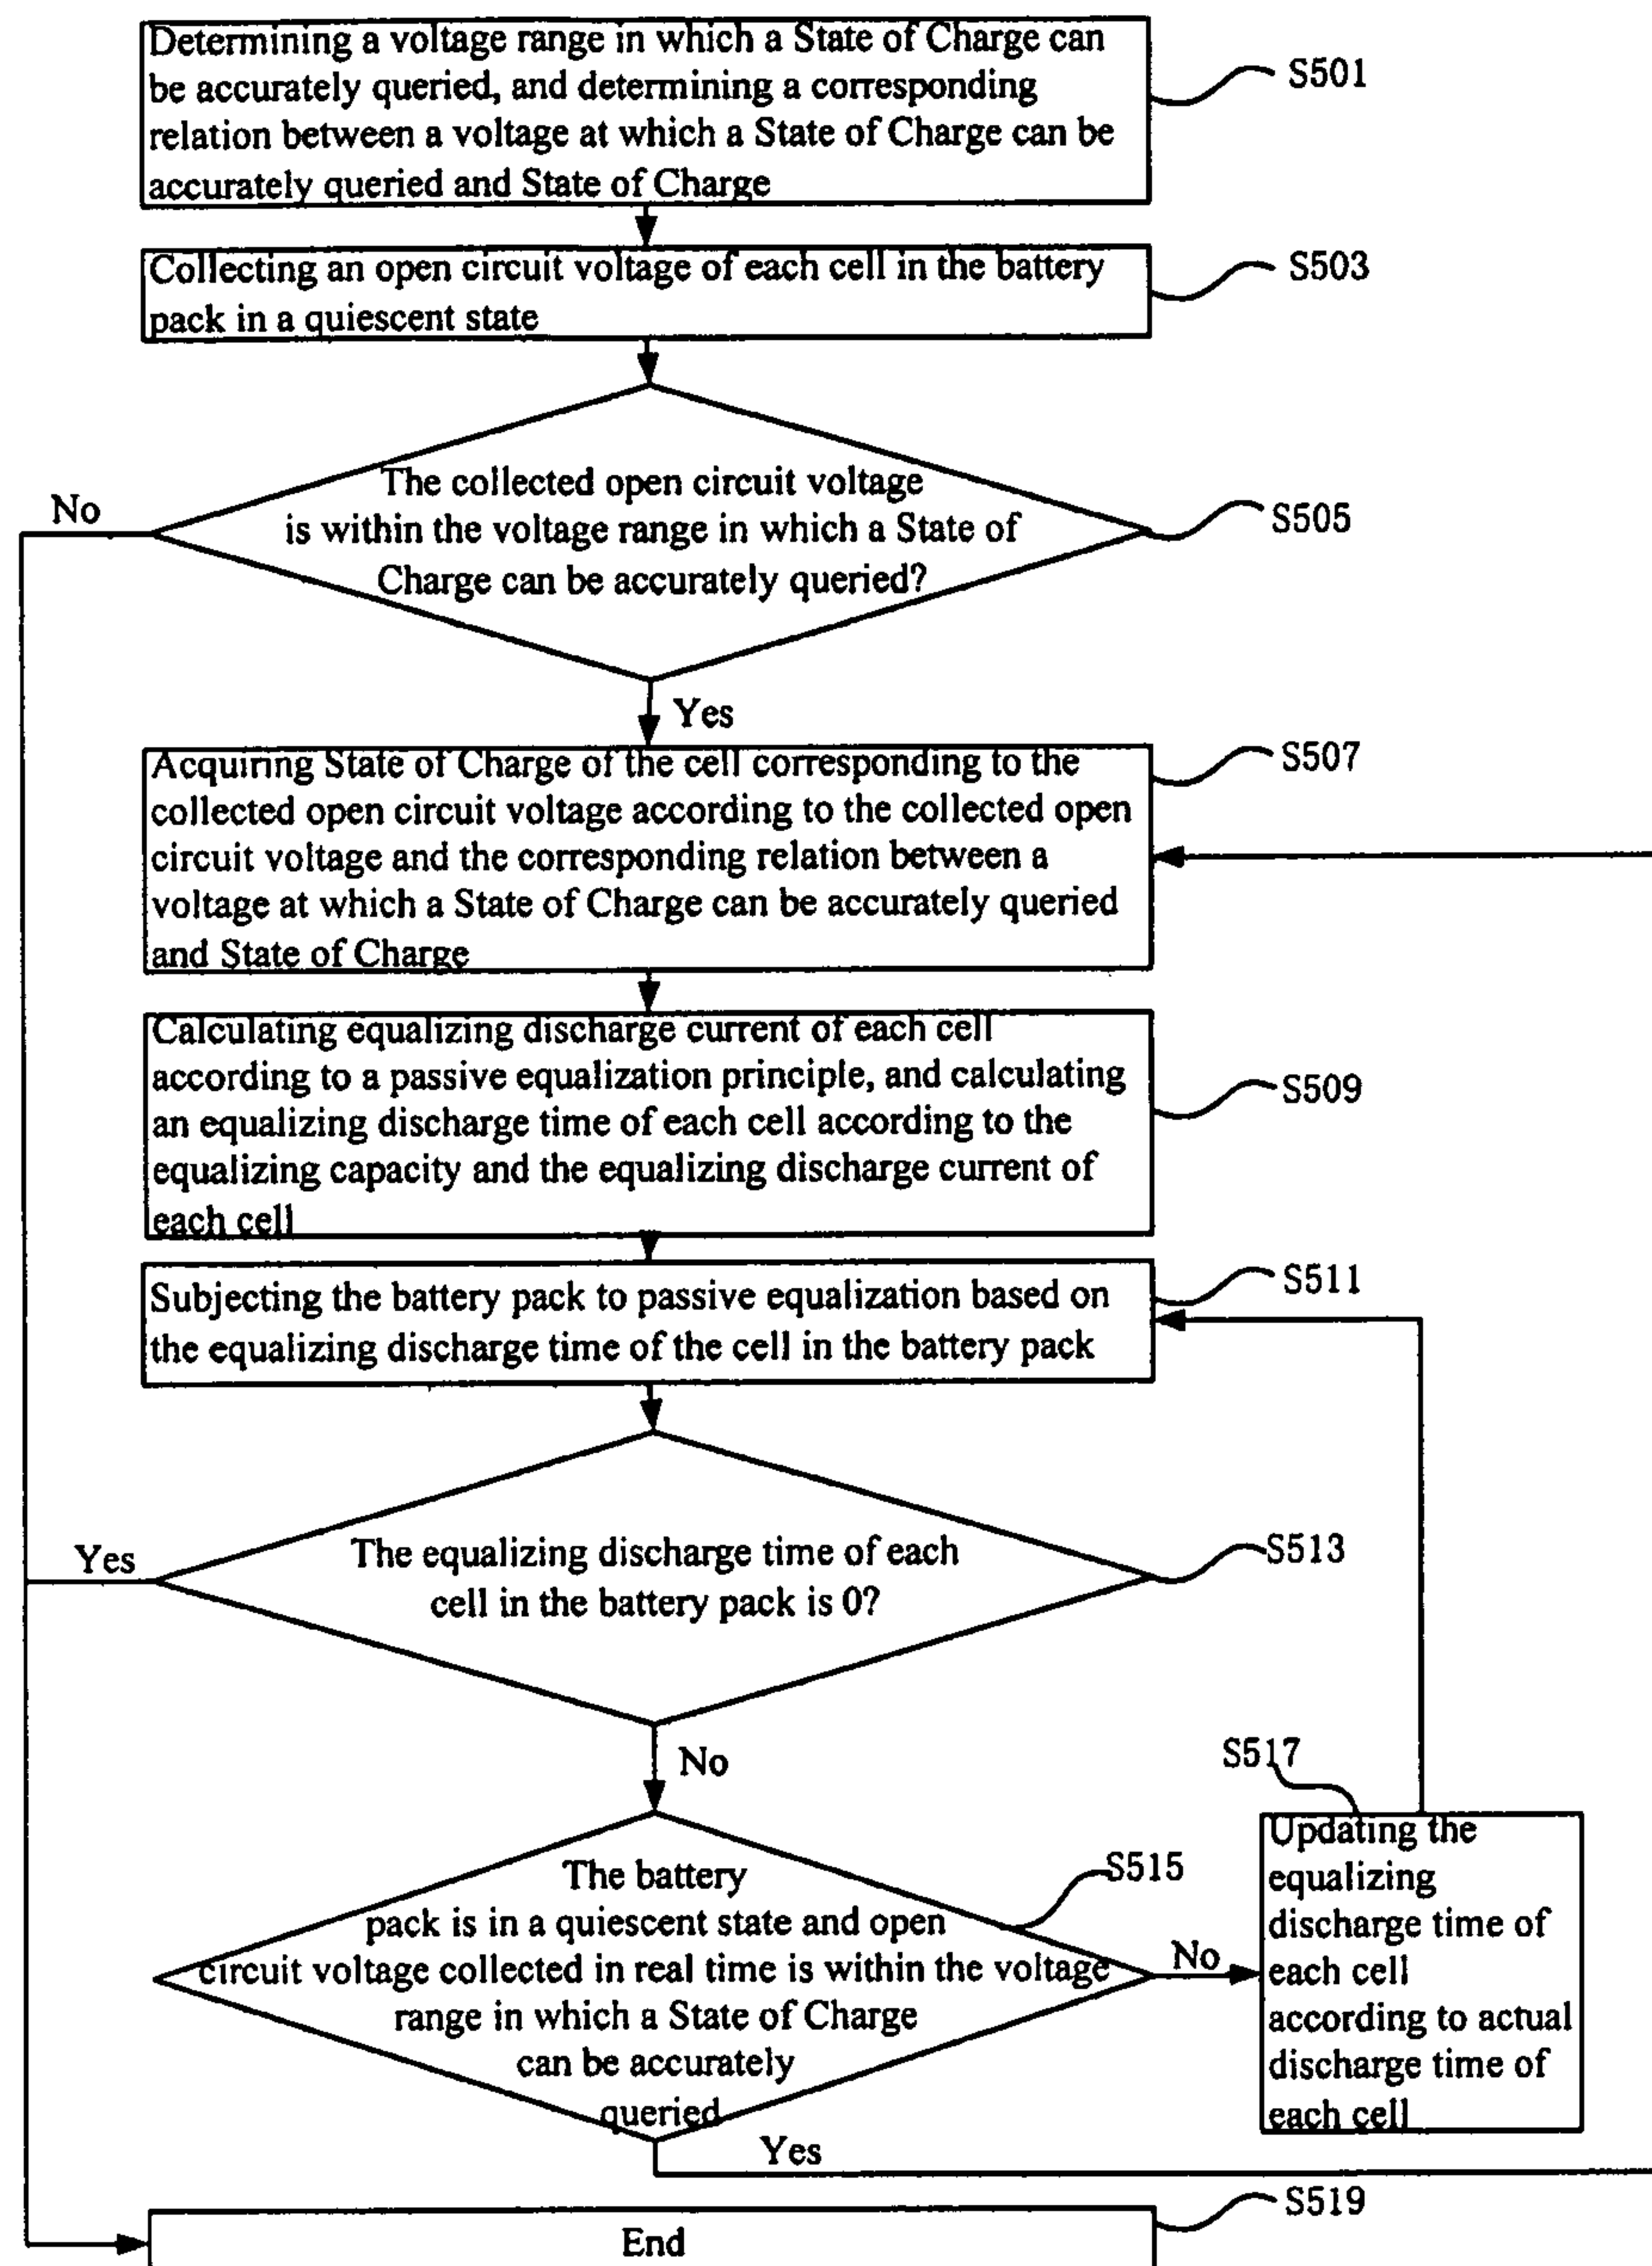 Determining a voltage range in which a State of Charge can
be accurately queried, and determining a corresponding
relation between a voltage at which a State of Charge can be
accurately queried and State of Charge
S501
Collecting an open circuit voltage of each cell in the battery
pack in a quiescent state
S503
The collected open circuit voltage
is within the voltage range in which a State of
Charge can be accurately queried?
No
S505
Yes
Acquiring State of Charge of the cell corresponding to the
collected open circuit voltage according to the collected open
circuit voltage and the corresponding relation between a
voltage at which a State of Charge can be accurately queried
and State of Charge
S507
Calculating equalizing discharge current of each cell
according to a passive equalization principle, and calculating
an equalizing discharge time of each cell according to the
equalizing capacity and the equalizing discharge current of
each cell
S509
Subjecting the battery pack to passive equalization based on
the equalizing discharge time of the cell in the battery pack
S511
The equalizing discharge time of each
cell in the battery pack is 0?
Yes
S513
No
The battery
pack is in a quiescent state and open
circuit voltage collected in real time is within the voltage
range in which a State of Charge
can be accurately
queried
S515
No
S517
Updating the
equalizing
discharge time of
each cell
according to actual
discharge time of
each cell
Yes
End
S519